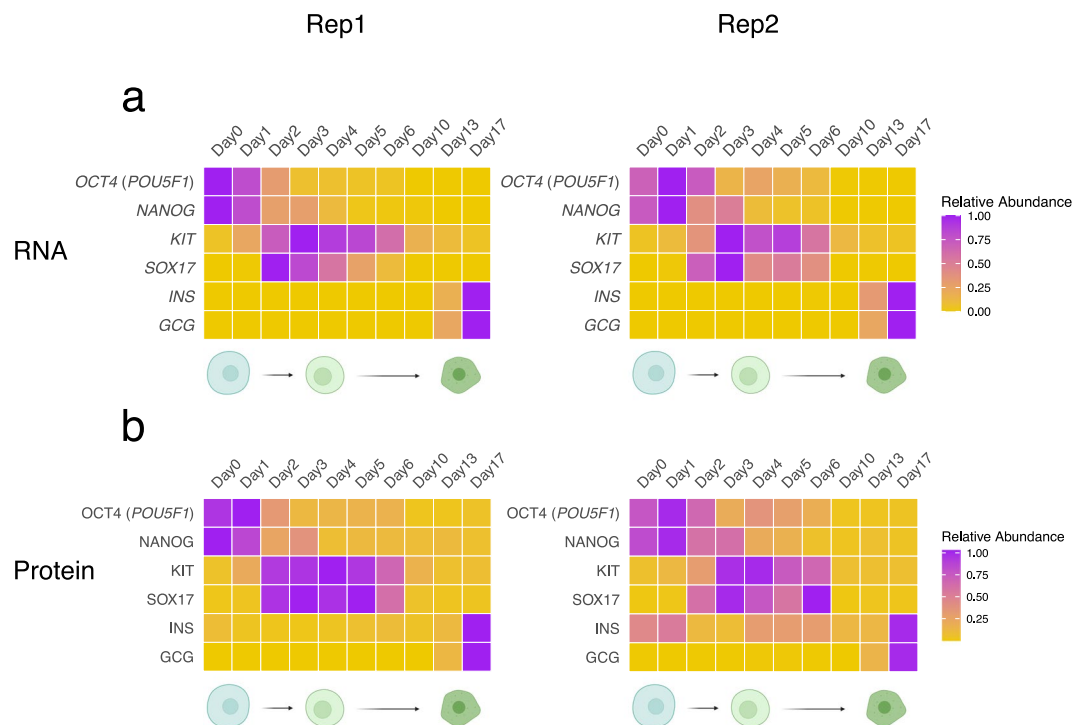 Rep1 Rep2
a
Day0 Day1 Day2 Day3 Day4 Day5 Day6 Day10 Day13 Day17
Day0 Day1 Day2 Day3 Day4 Day5 Day6 Day10 Day13 Day17
RNA
OCT4 (POU5F1)
NANOG
KIT
SOX17
INS
GCG
OCT4 (POU5F1)
NANOG
KIT
SOX17
INS
GCG
Relative Abundance
1.00
0.75
0.50
0.25
0.00
b
Day0 Day1 Day2 Day3 Day4 Day5 Day6 Day10 Day13 Day17
Day0 Day1 Day2 Day3 Day4 Day5 Day6 Day10 Day13 Day17
Protein
OCT4 (POU5F1)
NANOG
KIT
SOX17
INS
GCG
OCT4 (POU5F1)
NANOG
KIT
SOX17
INS
GCG
Relative Abundance
1.00
0.75
0.50
0.25